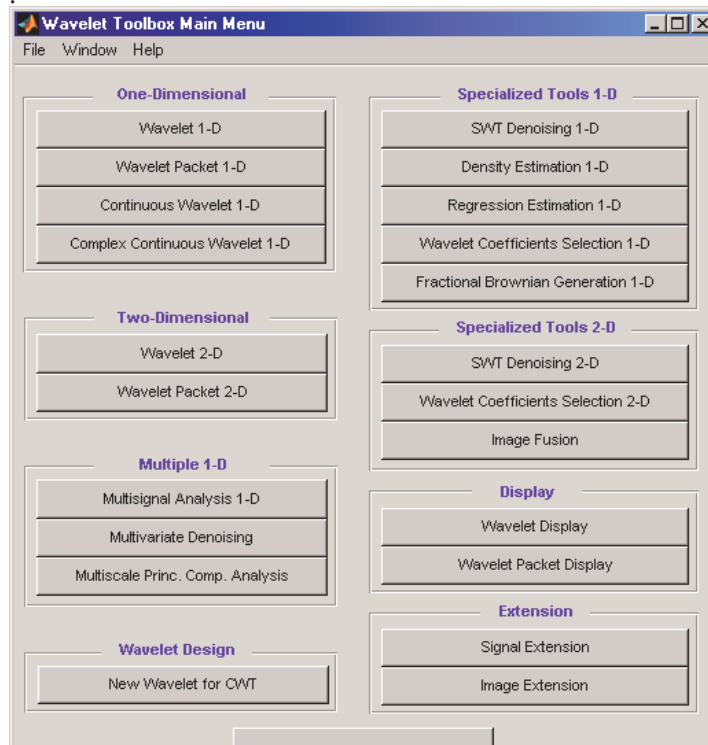 Wavelet Toolbox Main Menu
File Window Help
One-Dimensional
Wavelet 1-D
Wavelet Packet 1-D
Continuous Wavelet 1-D
Complex Continuous Wavelet 1-D
Two-Dimensional
Wavelet 2-D
Wavelet Packet 2-D
Multiple 1-D
Multisignal Analysis 1-D
Multivariate Denoising
Multiscale Princ. Comp. Analysis
Wavelet Design
New Wavelet for CWT
Specialized Tools 1-D
SWT Denoising 1-D
Density Estimation 1-D
Regression Estimation 1-D
Wavelet Coefficients Selection 1-D
Fractional Brownian Generation 1-D
Specialized Tools 2-D
SWT Denoising 2-D
Wavelet Coefficients Selection 2-D
Image Fusion
Display
Wavelet Display
Wavelet Packet Display
Extension
Signal Extension
Image Extension